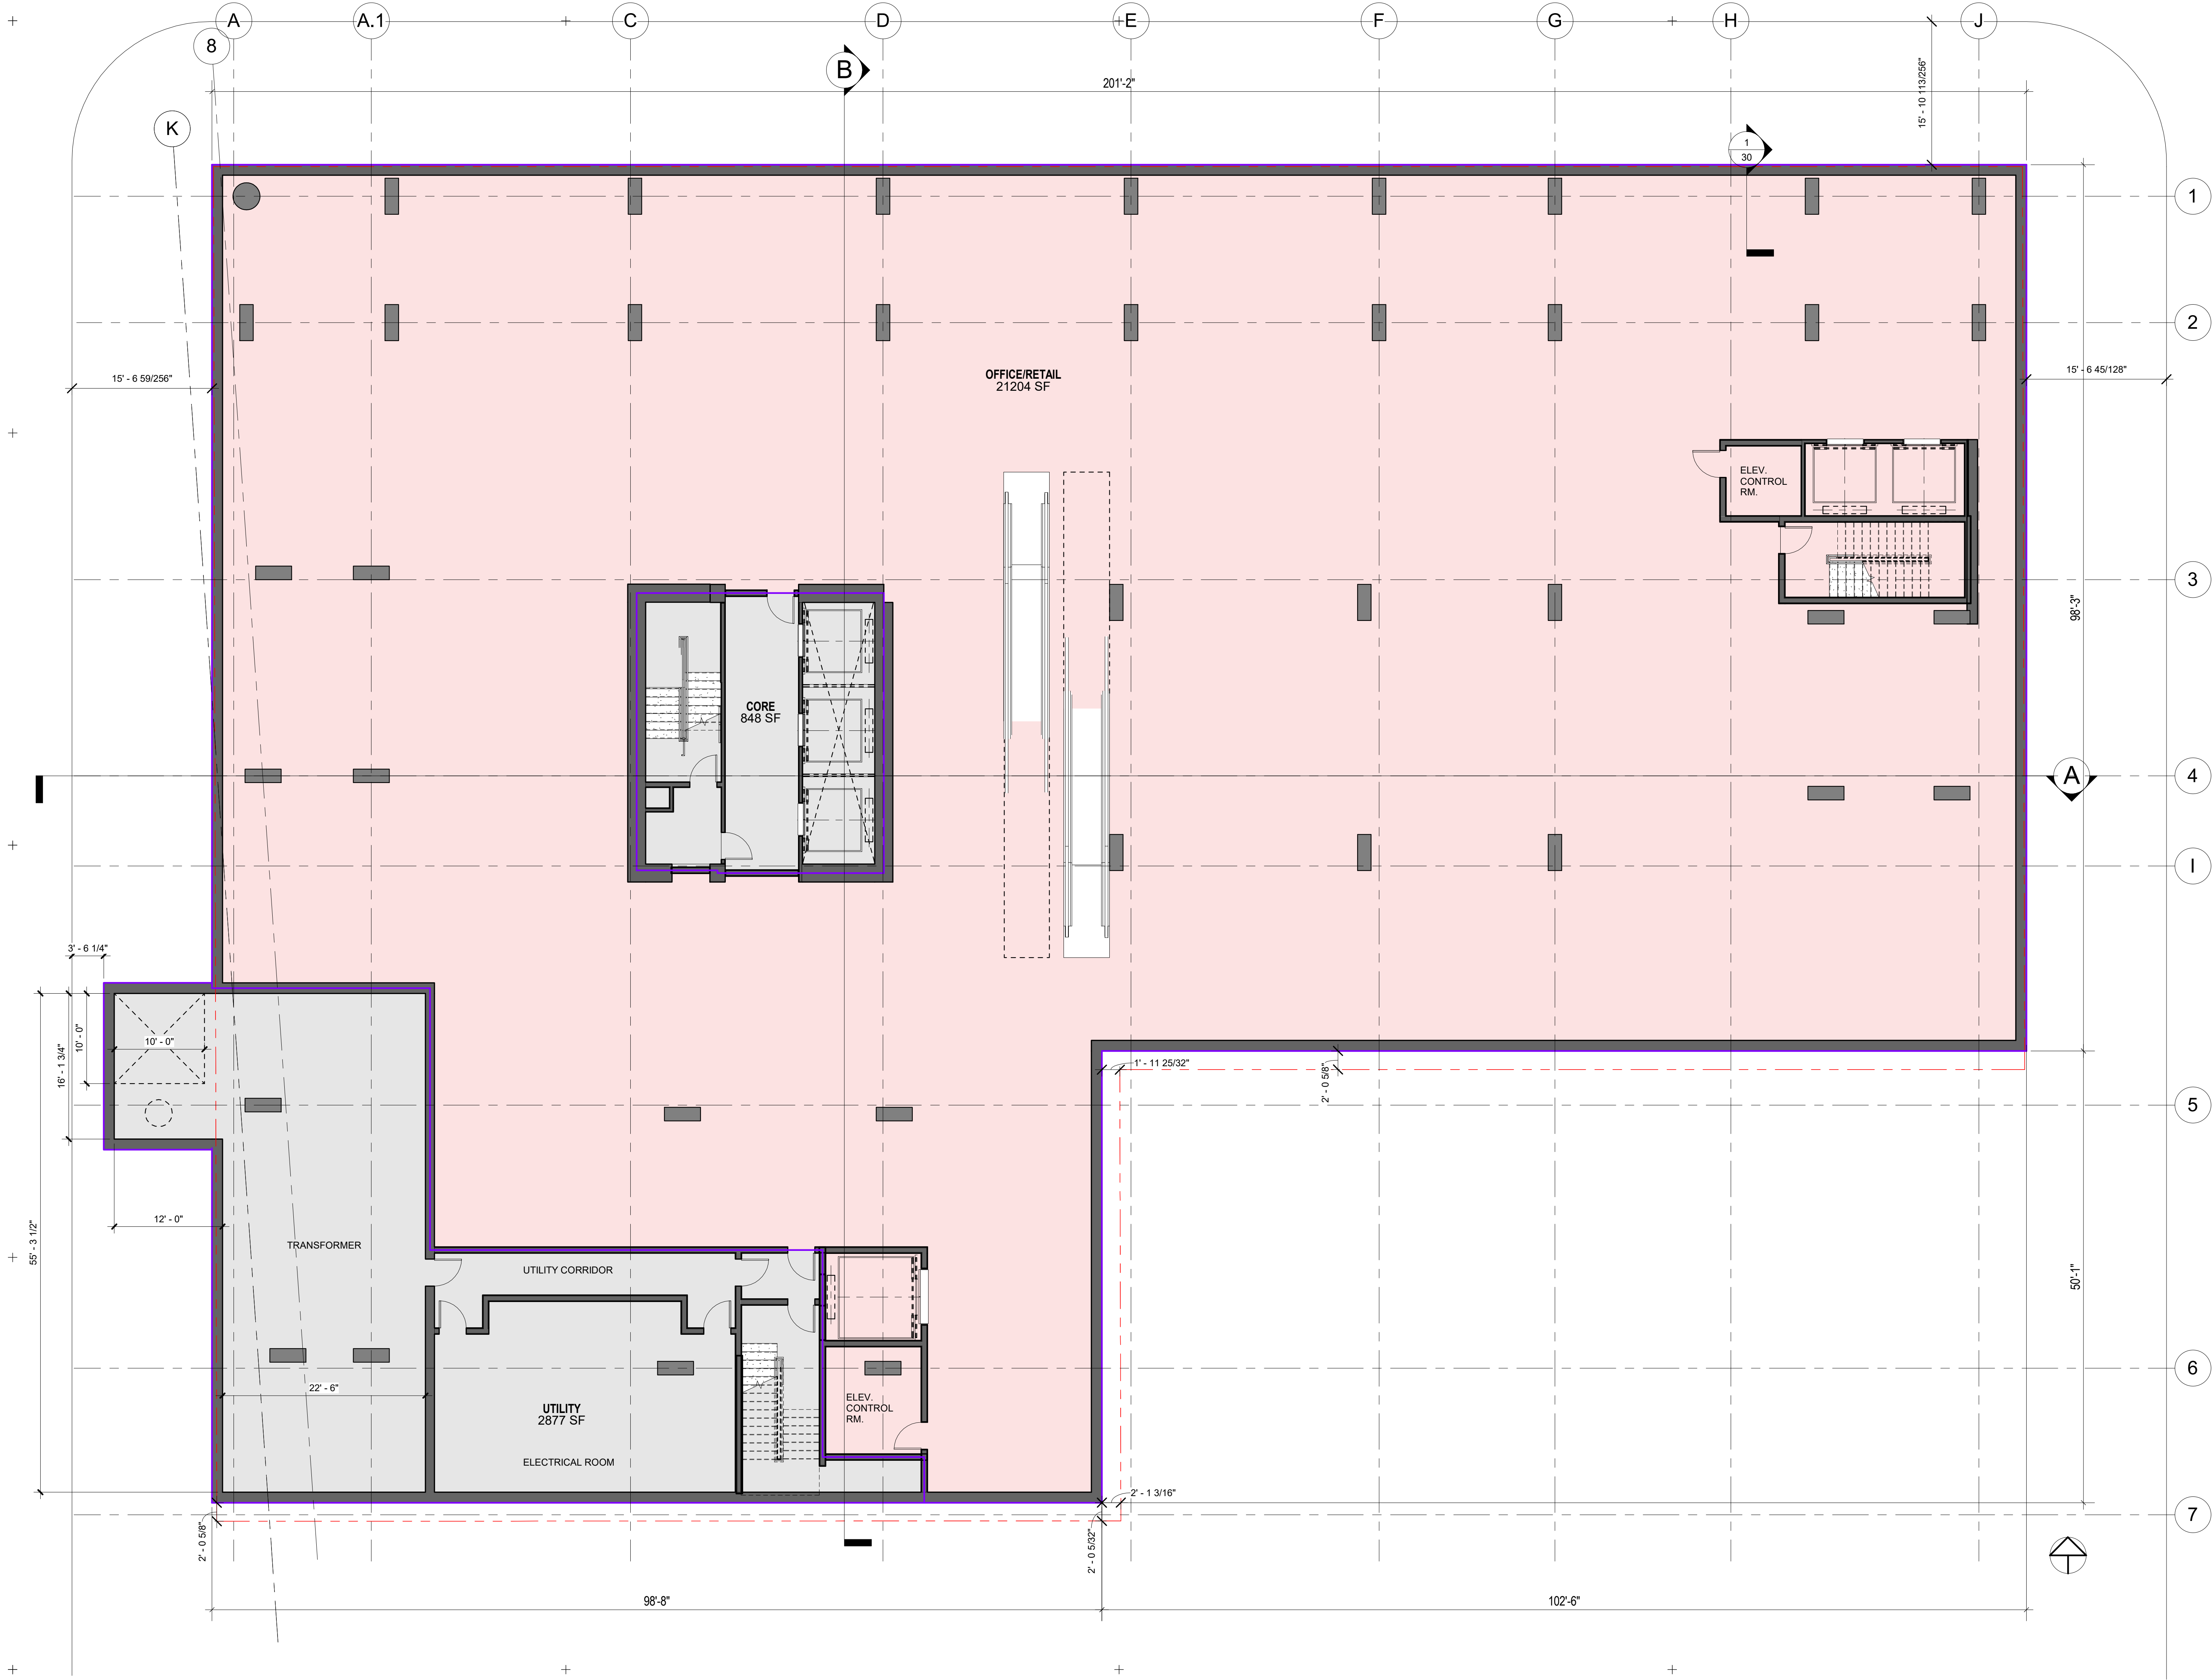 A
A.1
C
D
E
F
G
H
J
8
B
K
201'-2"
15' - 10 113/256"
1
30
1
2
OFFICE/RETAIL
21204 SF
15' - 6 59/256"
15' - 6 45/128"
ELEV.
CONTROL
RM.
3
98'-3"
CORE
848 SF
A
4
I
3' - 6 1/4"
10' - 0"
10' - 0"
16' - 1 3/4"
1' - 11 25/32"
2' - 0 5/8"
5
12' - 0"
55' - 3 1/2"
TRANSFORMER
UTILITY CORRIDOR
50'-1"
6
22' - 6"
ELEV.
CONTROL
RM.
UTILITY
2877 SF
ELECTRICAL ROOM
2' - 1 3/16"
7
2' - 0 5/8"
2' - 0 5/32"
98'-8"
102'-6"